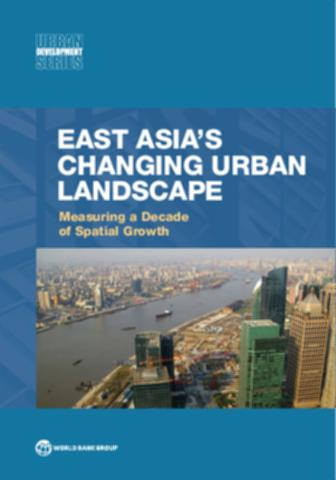 URBAN
DEVELOPMENT
SERIES
EAST ASIA'S
CHANGING URBAN
LANDSCAPE
Measuring a Decade
of Spatial Growth
WORLD BANK GROUP